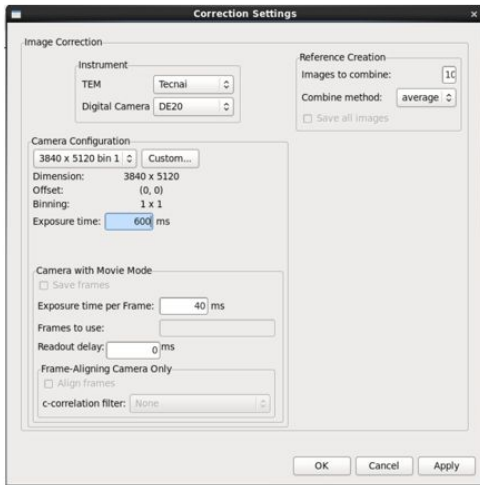 Correction Settings
Image Correction
Instrument
TEM Tecnai
Digital Camera DE20
Reference Creation
Images to combine:
Combine method: average
Save all images
Camera Configuration
3840 x 5120 bin 1 Custom...
Dimension: 3840 x 5120
Offset: (0, 0)
Binning: 1 x 1
Exposure time: 600 ms
Camera with Movie Mode
Save frames
Exposure time per Frame: 40 ms
Frames to use:
Readout delay: 0 ms
Frame-Aligning Camera Only
Align frames
c-correlation filter: None
OK Cancel Apply